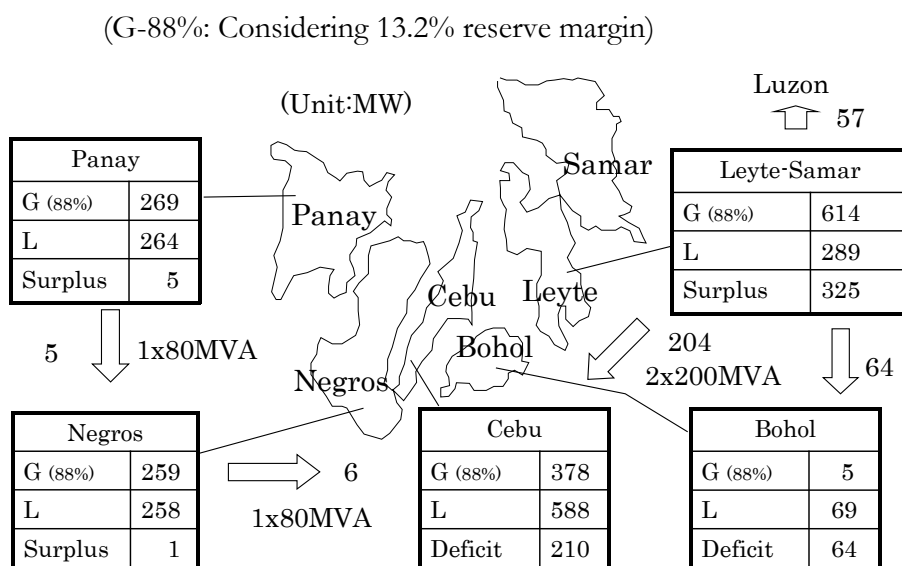 (G-88%: Considering 13.2% reserve margin)
(Unit:MW)
Luzon
57
Panay
G (88%) 269
L 264
Surplus 5
Samar
Panay
Cebu
Leyte
Bohol
Negros
Leyte-Samar
G (88%) 614
L 289
Surplus 325
5
1x80MVA
204
2x200MVA
64
Negros
G (88%) 259
L 258
Surplus 1
6
1x80MVA
Cebu
G (88%) 378
L 588
Deficit 210
Bohol
G (88%) 5
L 69
Deficit 64